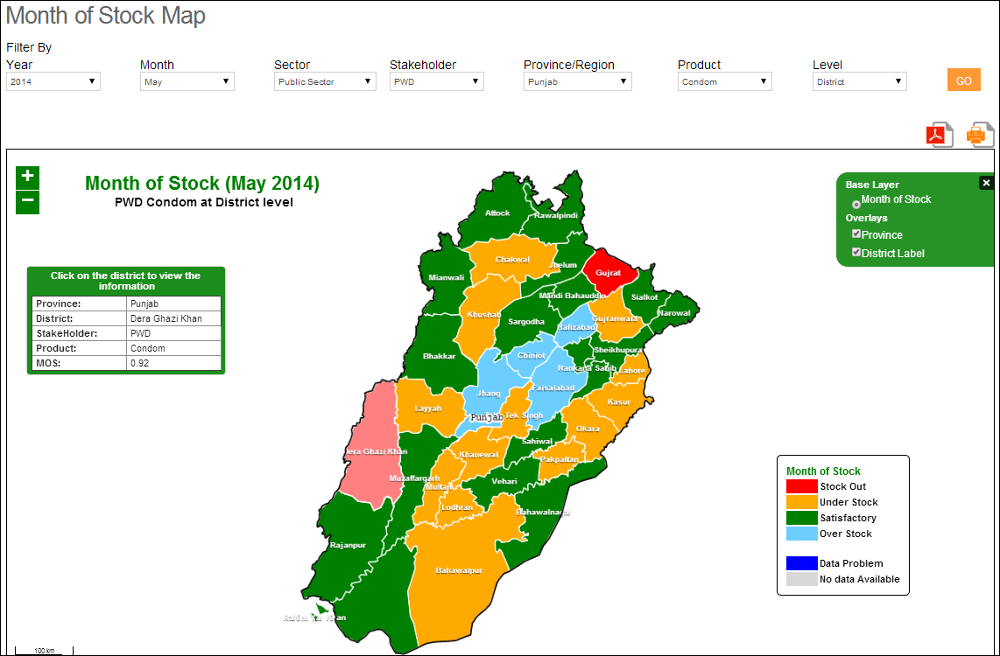 Month of Stock Map
Filter By
Year Month Sector Stakeholder Province/Region Product Level
2014 May Public Sector PWD Punjab Condom District GO
+
−
Month of Stock (May 2014)
PWD Condom at District level
Base Layer
Month of Stock
Overlays
Province
District Label
Click on the district to view the
information
Province: Punjab
District: Dera Ghazi Khan
StakeHolder: PWD
Product: Condom
MOS: 0.92
Attock
Rawalpindi
Chakwal
Jhelum
Gujrat
Mianwali
Mandi Bahauddin
Sialkot
Khushab
Narowal
Sargodha
Gujranwala
Hafizabad
Bhakkar
Chiniot
Sheikhupura
Nankana Sahib
Lahore
Faisalabad
Jhang
Kasur
Layyah
Tek Singh
Punjab
Okara
Sahiwal
Dera Ghazi Khan
Khanewal
Pakpattan
Muzaffargarh
Vehari
Multan
Lodhran
Bahawalnagar
Rajanpur
Bahawalpur
Rahim Yar Khan
Month of Stock
Stock Out
Under Stock
Satisfactory
Over Stock
Data Problem
No data Available
100 km